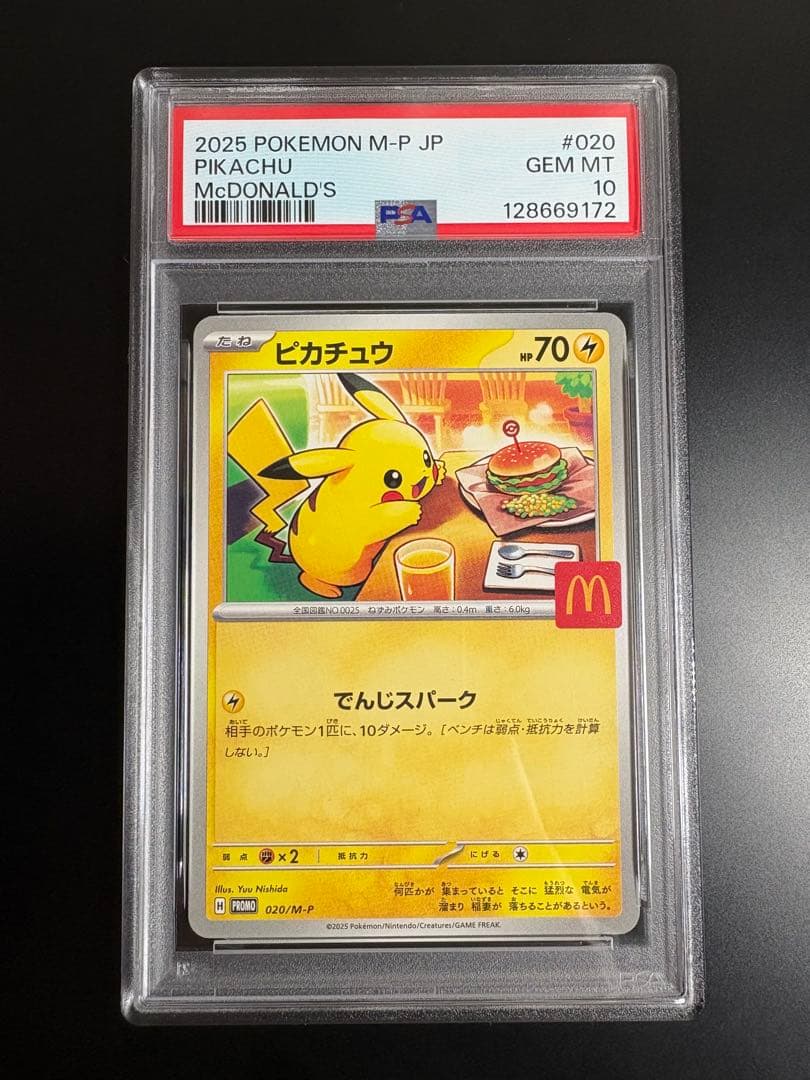 2025 POKEMON M-P JP #020
PIKACHU GEM MT
McDONALD'S 10
PSA 128669172
たね ピカチュウ HP70
全国図鑑NO.0025 ねずみポケモン 高さ:0.4m 重さ:6.0kg
M
でんじスパーク
相手のポケモン1匹に、10ダメージ。[ベンチは弱点・抵抗力を計算
しない。]
弱点 ×2 抵抗力 にげる
Illus. Yuu Nishida
何匹かが 集まっていると そこに 猛烈な 電気が
溜まり 稲妻が 落ちることがあるという。
H PROMO 020/M-P
©2025 Pokémon/Nintendo/Creatures/GAME FREAK.